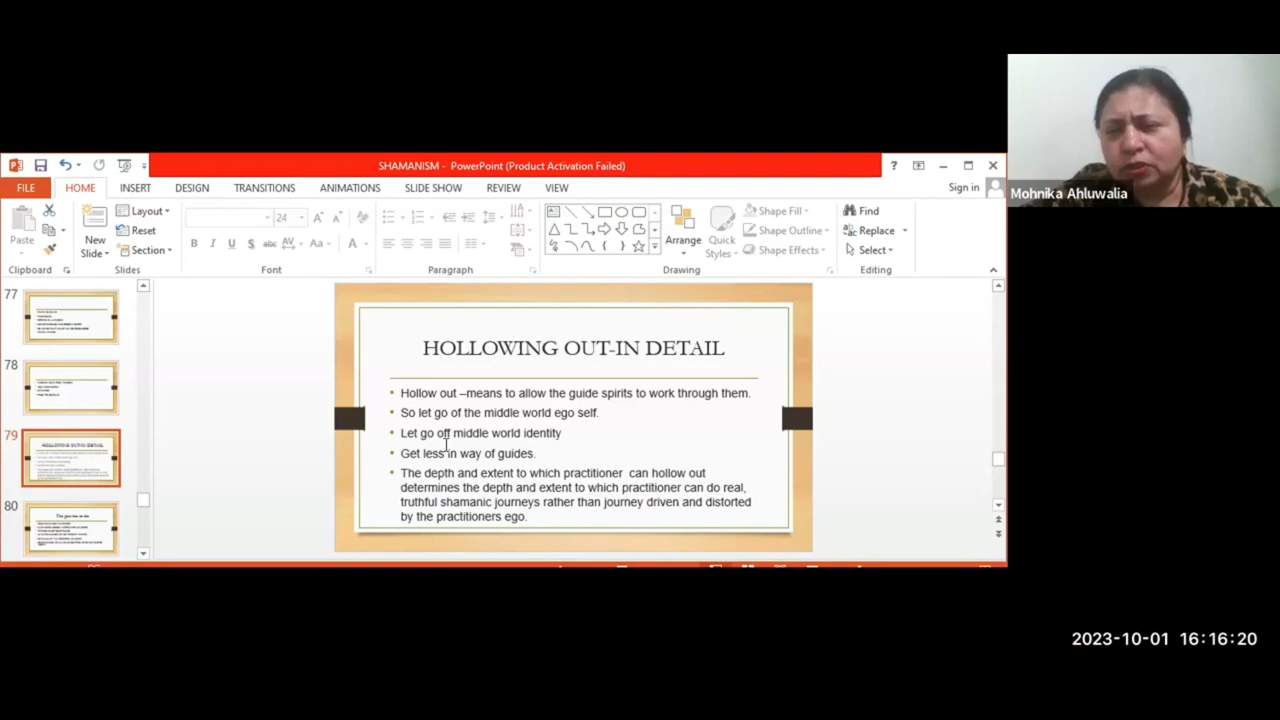 SHAMANISM - PowerPoint (Product Activation Failed)
FILE HOME INSERT DESIGN TRANSITIONS ANIMATIONS SLIDE SHOW REVIEW VIEW Sign in
Mohnika Ahluwalia
Paste
New
Slide
Layout
Reset
Section
24
B I U S abc AV Aa A
Arrange
Quick
Styles
Shape Fill
Shape Outline
Shape Effects
Find
Replace
Select
Clipboard Slides Font Paragraph Drawing Editing
77
78
79
80
HOLLOWING OUT-IN DETAIL
• Hollow out –means to allow the guide spirits to work through them.
• So let go of the middle world ego self.
• Let go off middle world identity
• Get less in way of guides.
• The depth and extent to which practitioner can hollow out
determines the depth and extent to which practitioner can do real,
truthful shamanic journeys rather than journey driven and distorted
by the practitioners ego.
2023-10-01 16:16:20